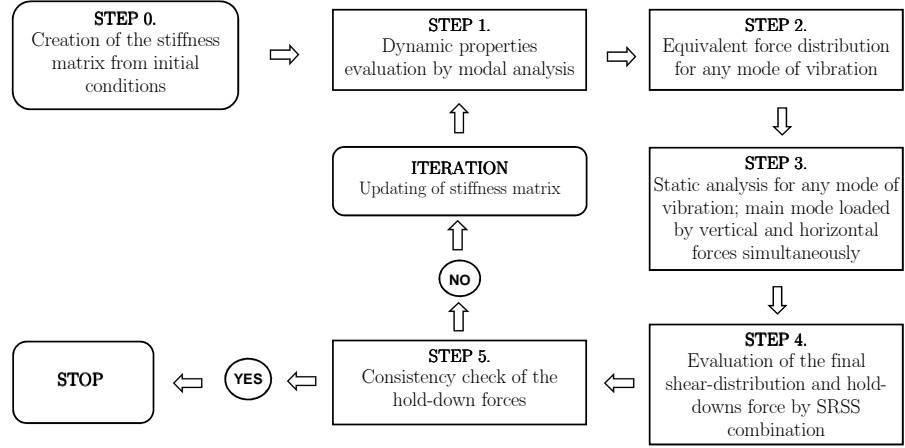 STEP 0.
Creation of the stiffness
matrix from initial
conditions
STEP 1.
Dynamic properties
evaluation by modal analysis
STEP 2.
Equivalent force distribution
for any mode of vibration
STEP 3.
Static analysis for any mode of
vibration; main mode loaded
by vertical and horizontal
forces simultaneously
STEP 4.
Evaluation of the final
shear-distribution and hold-
downs force by SRSS
combination
STEP 5.
Consistency check of the
hold-down forces
NO
ITERATION
Updating of stiffness matrix
YES
STOP